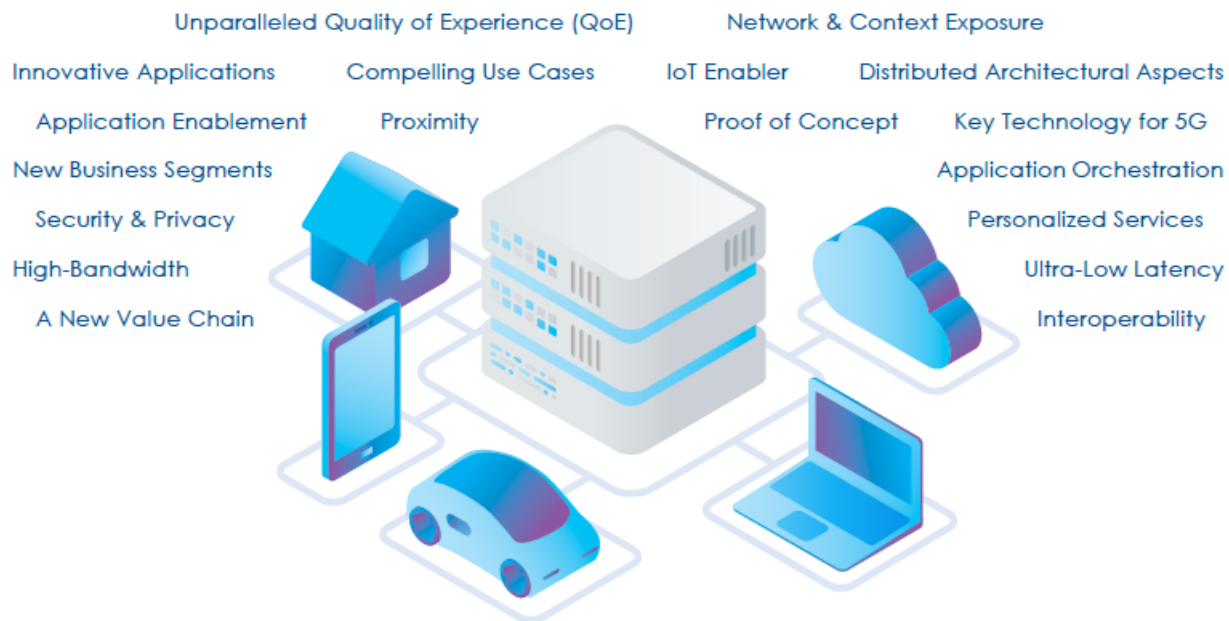 Unparalleled Quality of Experience (QoE) Network & Context Exposure
Innovative Applications Compelling Use Cases IoT Enabler Distributed Architectural Aspects
Application Enablement Proximity Proof of Concept Key Technology for 5G
New Business Segments Application Orchestration
Security & Privacy Personalized Services
High-Bandwidth Ultra-Low Latency
A New Value Chain Interoperability